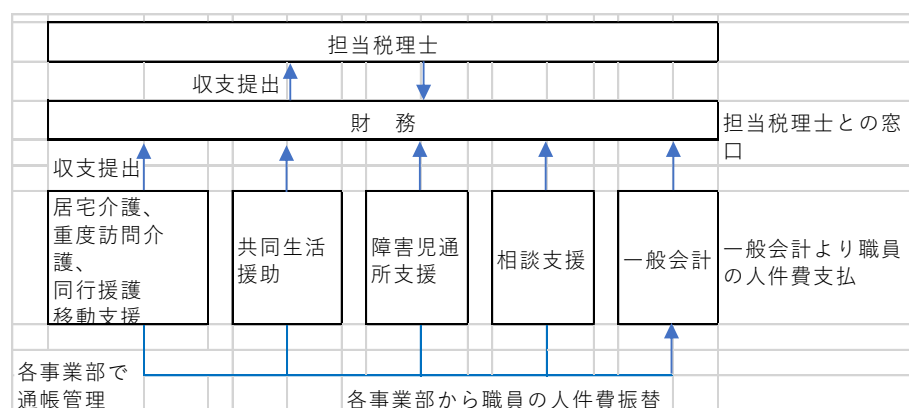 担当税理士
収支提出
財　務
担当税理士との窓
口
収支提出
居宅介護、
重度訪問介
護、
同行援護
移動支援
共同生活
援助
障害児通
所支援
相談支援
一般会計
一般会計より職員
の人件費支払
各事業部で
通帳管理
各事業部から職員の人件費振替